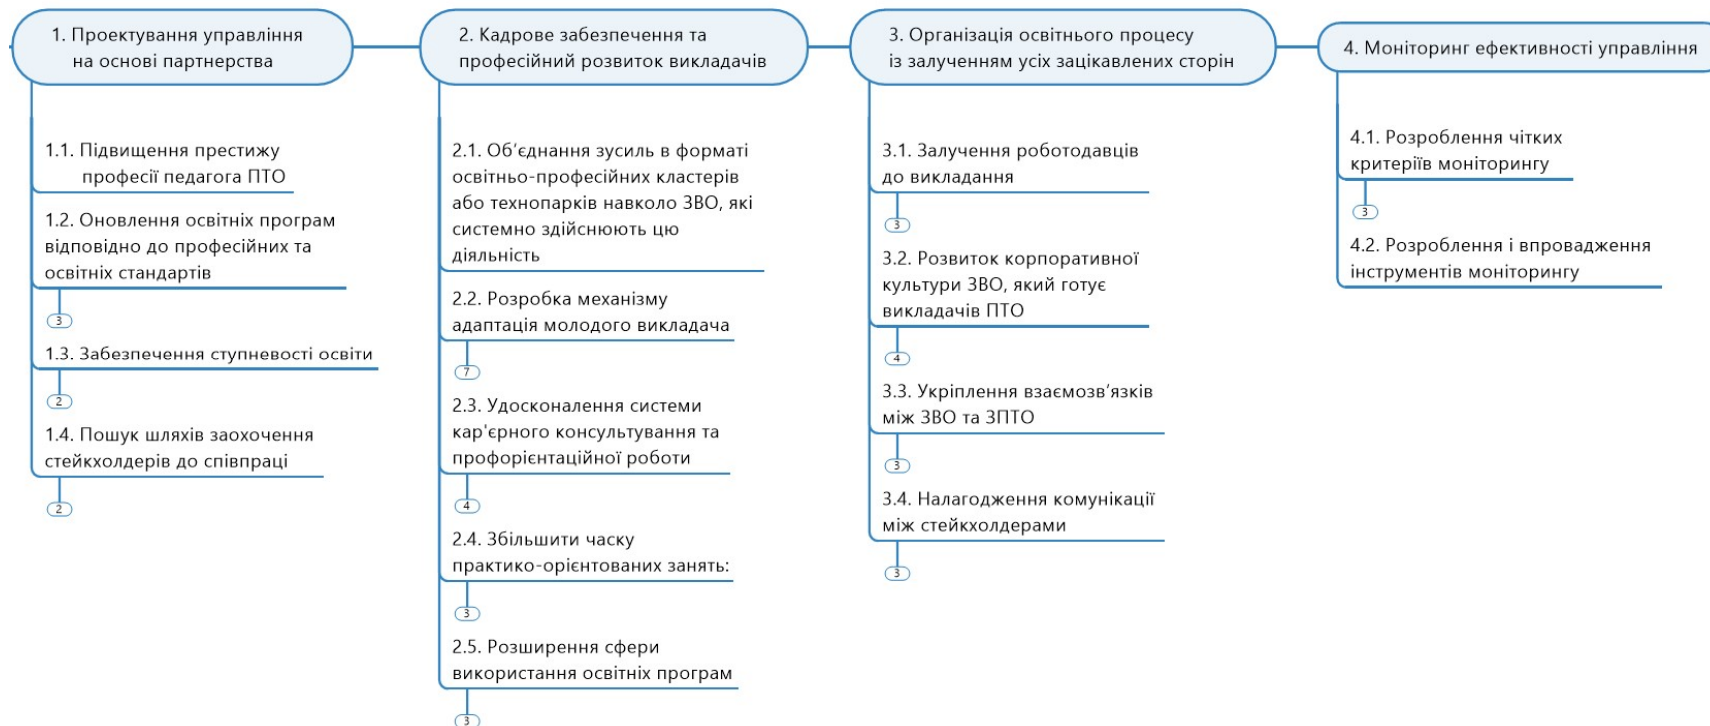 1. Проектування управління
на основі партнерства
1.1. Підвищення престижу
професії педагога ПТО
1.2. Оновлення освітніх програм
відповідно до професійних та
освітніх стандартів
3
1.3. Забезпечення ступневості освіти
2
1.4. Пошук шляхів заохочення
стейкхолдерів до співпраці
2
2. Кадрове забезпечення та
професійний розвиток викладачів
2.1. Об'єднання зусиль в форматі
освітньо-професійних кластерів
або технопарків навколо ЗВО, які
системно здійснюють цю
діяльність
2.2. Розробка механізму
адаптація молодого викладача
7
2.3. Удосконалення системи
кар'єрного консультування та
профорієнтаційної роботи
4
2.4. Збільшити часку
практико-орієнтованих занять:
3
2.5. Розширення сфери
використання освітніх програм
3
3. Організація освітнього процесу
із залученням усіх зацікавлених сторін
3.1. Залучення роботодавців
до викладання
3
3.2. Розвиток корпоративної
культури ЗВО, який готує
викладачів ПТО
4
3.3. Укріплення взаємозв'язків
між ЗВО та ЗПТО
3
3.4. Налагодження комунікації
між стейкхолдерами
3
4. Моніторинг ефективності управління
4.1. Розроблення чітких
критеріїв моніторингу
3
4.2. Розроблення і впровадження
інструментів моніторингу